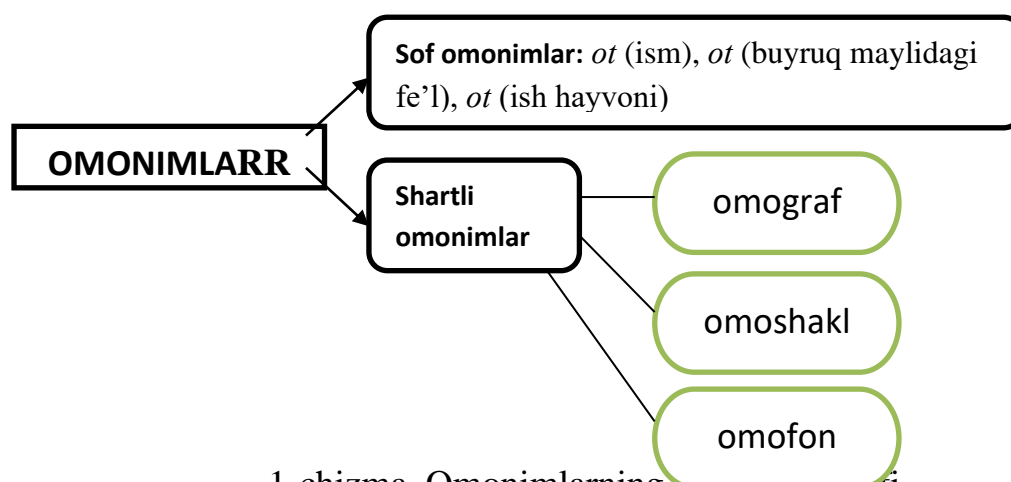 Sof omonimlar: ot (ism), ot (buyruq maylidagi
fe’l), ot (ish hayvoni)
OMONIMLARR
Shartli
omonimlar
omograf
omoshakl
omofon
1-chizma. Omonimlarning